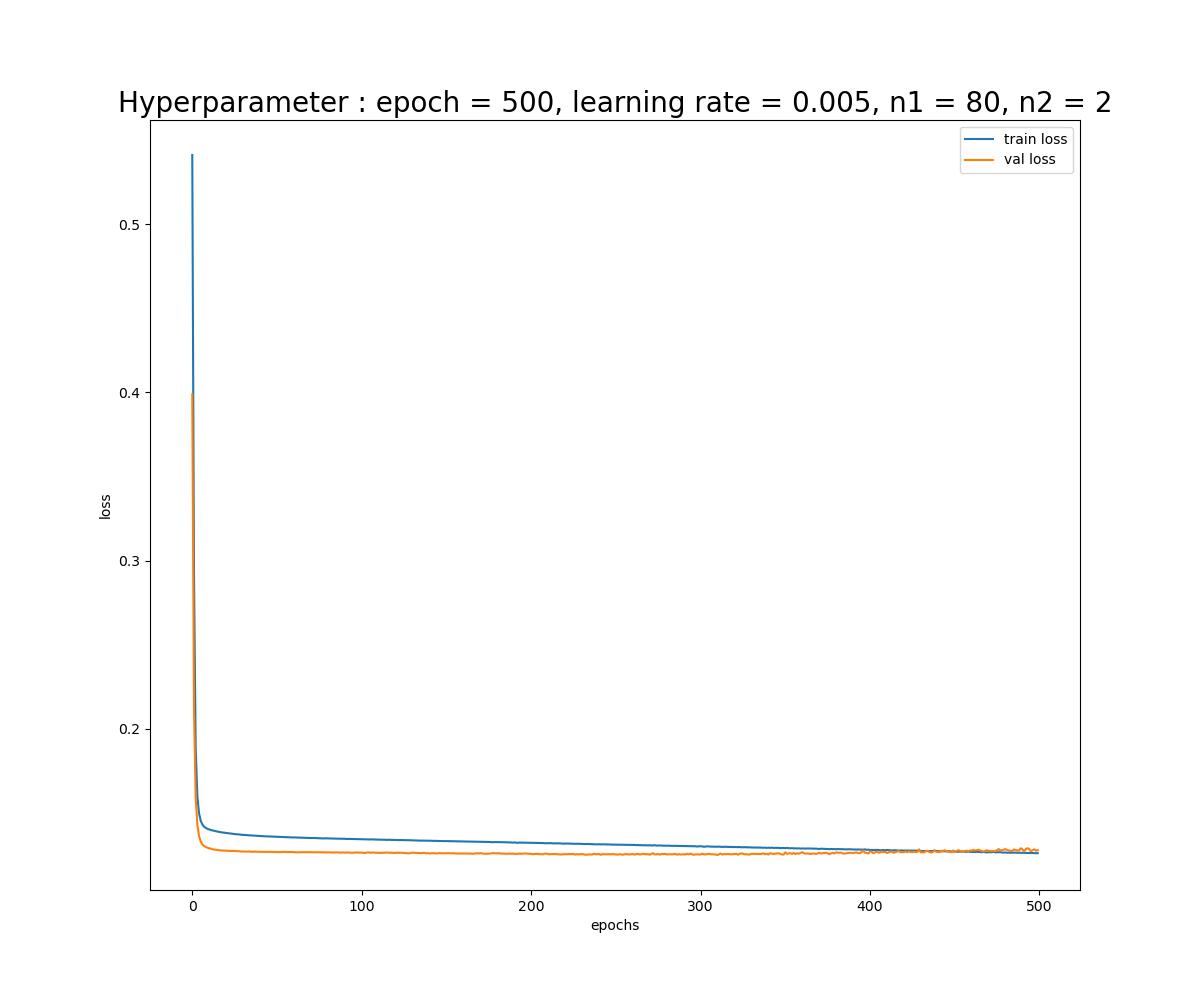 Hyperparameter : epoch = 500, learning rate = 0.005, n1 = 80, n2 = 2
train loss
val loss
0.5
0.4
0.3
0.2
loss
0 100 200 300 400 500
epochs